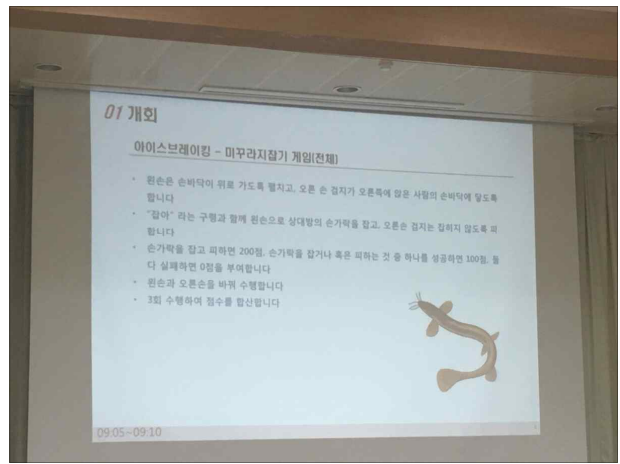 01 개회
아이스브레이킹 - 미꾸라지잡기 게임(전체)
• 왼손은 손바닥이 위로 가도록 펼치고, 오른 손 검지가 오른쪽에 앉은 사람의 손바닥에 닿도록
합니다
• "잡아" 라는 구령과 함께 왼손으로 상대방의 손가락을 잡고, 오른손 검지는 잡히지 않도록 피
합니다
• 손가락을 잡고 피하면 200점, 손가락을 잡거나 혹은 피하는 것 중 하나를 성공하면 100점, 둘
다 실패하면 0점을 부여합니다
• 왼손과 오른손을 바꿔 수행합니다
• 3회 수행하여 점수를 합산합니다
09:05~09:10